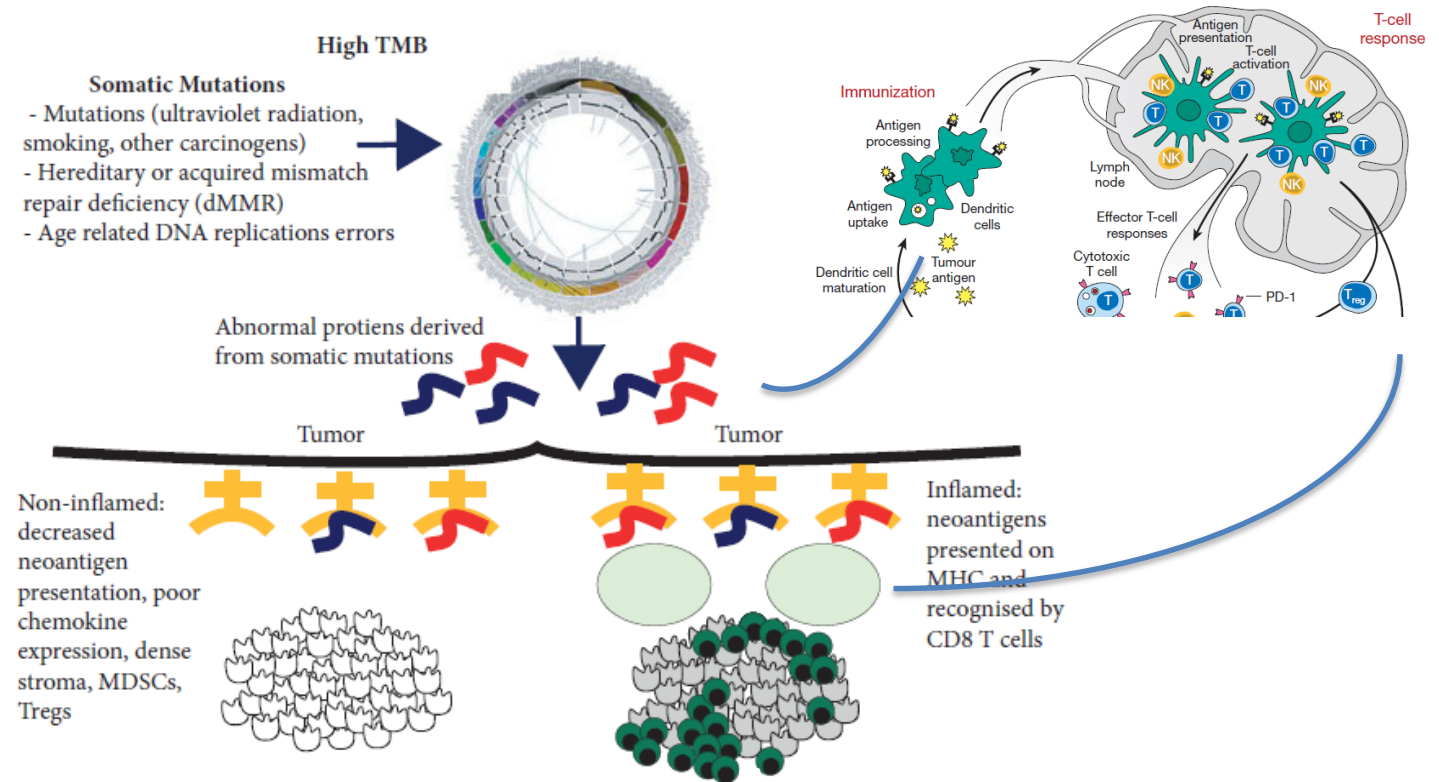 High TMB
Somatic Mutations
- Mutations (ultraviolet radiation,
smoking, other carcinogens)
- Hereditary or acquired mismatch
repair deficiency (dMMR)
- Age related DNA replications errors
Abnormal protiens derived
from somatic mutations
Tumor
Tumor
Non-inflamed:
decreased
neoantigen
presentation, poor
chemokine
expression, dense
stroma, MDSCs,
Tregs
Inflamed:
neoantigens
presented on
MHC and
recognised by
CD8 T cells
Immunization
Antigen
processing
Antigen
uptake
Dendritic
cells
Dendritic cell
maturation
Tumour
antigen
T-cell
response
Antigen
presentation
T-cell
activation
NK
T
T
T
NK
NK
T
T
T
NK
Lymph
node
Effector T-cell
responses
Cytotoxic
T cell
T
T
T
PD-1
Treg